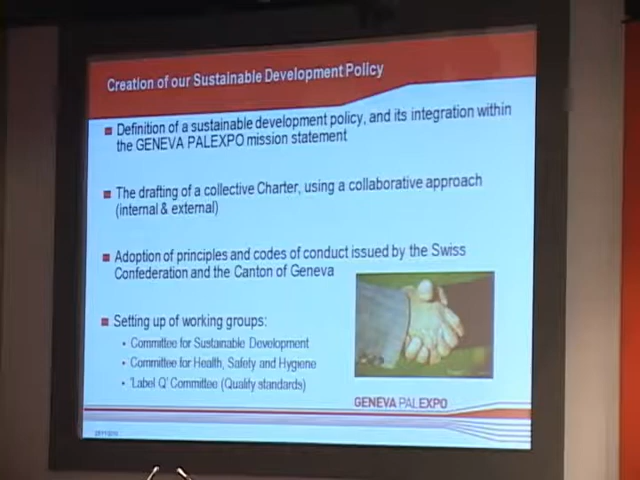 Creation of our Sustainable Development Policy
Definition of a sustainable development policy, and its integration within
the GENEVA PALEXPO mission statement
The drafting of a collective Charter, using a collaborative approach
(internal & external)
Adoption of principles and codes of conduct issued by the Swiss
Confederation and the Canton of Geneva
Setting up of working groups:
• Committee for Sustainable Development
• Committee for Health, Safety and Hygiene
• 'Label Q' Committee (Quality standards)
GENEVA PALEXPO